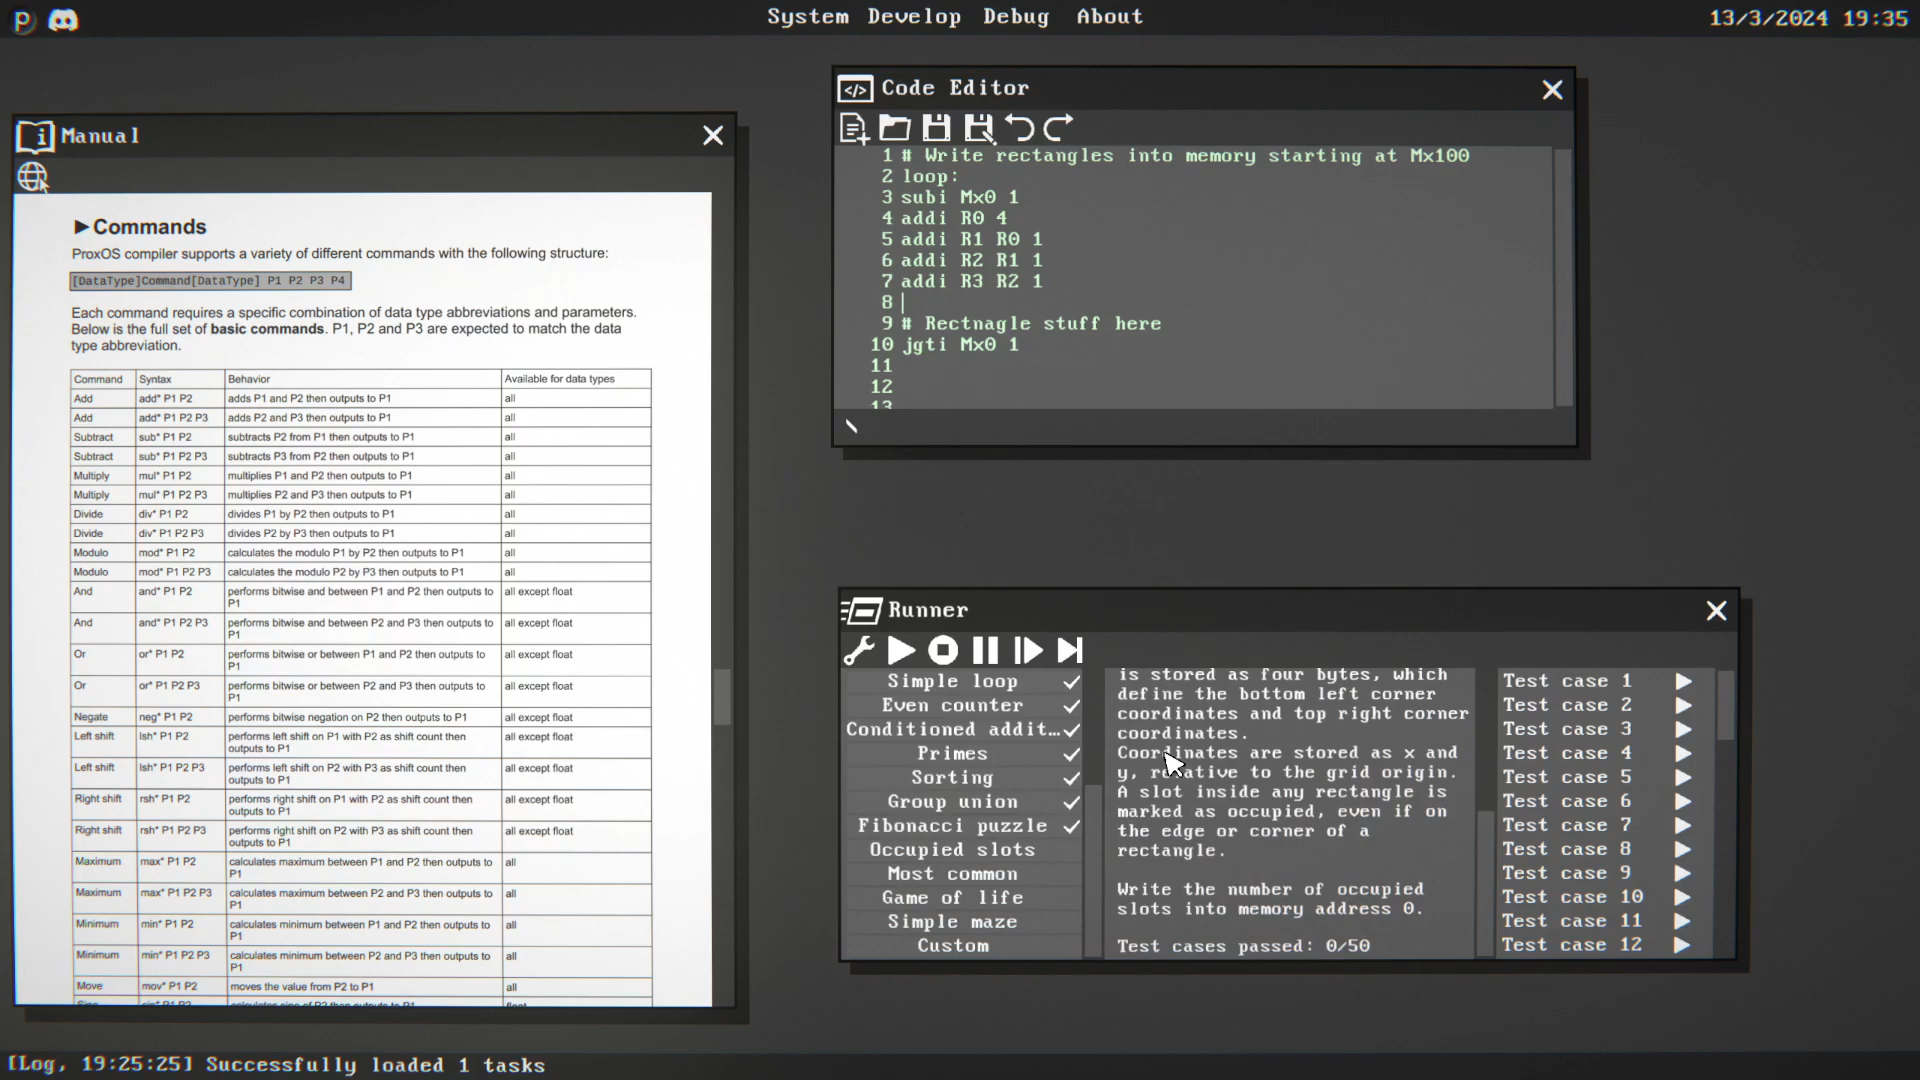 System Develop Debug About
13/3/2024 19:35
Manual
►Commands
ProxOS compiler supports a variety of different commands with the following structure:
[DataType]Command[DataType] P1 P2 P3 P4
Each command requires a specific combination of data type abbreviations and parameters.
Below is the full set of basic commands. P1, P2 and P3 are expected to match the data
type abbreviation.
Command Syntax Behavior Available for data types
Add add* P1 P2 adds P1 and P2 then outputs to P1 all
Add add* P1 P2 P3 adds P2 and P3 then outputs to P1 all
Subtract sub* P1 P2 subtracts P2 from P1 then outputs to P1 all
Subtract sub* P1 P2 P3 subtracts P3 from P2 then outputs to P1 all
Multiply mul* P1 P2 multiplies P1 and P2 then outputs to P1 all
Multiply mul* P1 P2 P3 multiplies P2 and P3 then outputs to P1 all
Divide div* P1 P2 divides P1 by P2 then outputs to P1 all
Divide div* P1 P2 P3 divides P2 by P3 then outputs to P1 all
Modulo mod* P1 P2 calculates the modulo P1 by P2 then outputs to P1 all
Modulo mod* P1 P2 P3 calculates the modulo P2 by P3 then outputs to P1 all
And and* P1 P2 performs bitwise and between P1 and P2 then outputs to all except float
P1
And and* P1 P2 P3 performs bitwise and between P2 and P3 then outputs to all except float
P1
Or or* P1 P2 performs bitwise or between P1 and P2 then outputs to all except float
P1
Or or* P1 P2 P3 performs bitwise or between P2 and P3 then outputs to all except float
P1
Negate neg* P1 P2 performs bitwise negation on P2 then outputs to P1 all except float
Left shift lsh* P1 P2 performs left shift on P1 with P2 as shift count then all except float
outputs to P1
Left shift lsh* P1 P2 P3 performs left shift on P2 with P3 as shift count then all except float
outputs to P1
Right shift rsh* P1 P2 performs right shift on P1 with P2 as shift count then all except float
outputs to P1
Right shift rsh* P1 P2 P3 performs right shift on P2 with P3 as shift count then all except float
outputs to P1
Maximum max* P1 P2 calculates maximum between P1 and P2 then outputs to all
P1
Maximum max* P1 P2 P3 calculates maximum between P2 and P3 then outputs to all
P1
Minimum min* P1 P2 calculates minimum between P1 and P2 then outputs to all
P1
Minimum min* P1 P2 P3 calculates minimum between P2 and P3 then outputs to all
P1
Move mov* P1 P2 moves the value from P2 to P1 all
Code Editor
1 # Write rectangles into memory starting at Mx100
2 loop:
3 subi Mx0 1
4 addi R0 4
5 addi R1 R0 1
6 addi R2 R1 1
7 addi R3 R2 1
8
9 # Rectnagle stuff here
10 jgti Mx0 1
11
12
13
Runner
Simple loop
Even counter
Conditioned addit...
Primes
Sorting
Group union
Fibonacci puzzle
Occupied slots
Most common
Game of life
Simple maze
Custom
is stored as four bytes, which
define the bottom left corner
coordinates and top right corner
coordinates.
Coordinates are stored as x and
y, relative to the grid origin.
A slot inside any rectangle is
marked as occupied, even if on
the edge or corner of a
rectangle.
Write the number of occupied
slots into memory address 0.
Test cases passed: 0/50
Test case 1
Test case 2
Test case 3
Test case 4
Test case 5
Test case 6
Test case 7
Test case 8
Test case 9
Test case 10
Test case 11
Test case 12
[Log, 19:25:25] Successfully loaded 1 tasks